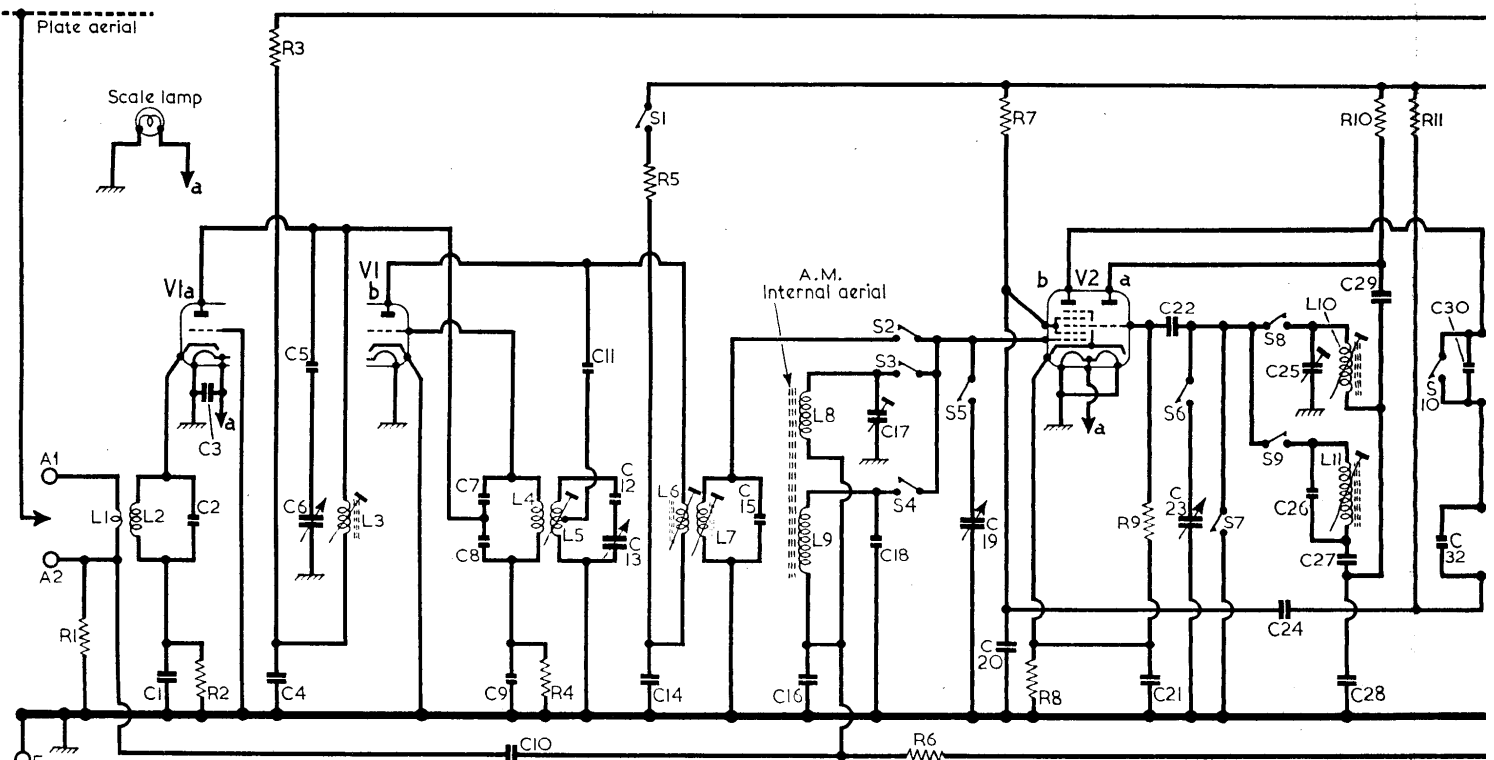 Plate aerial
R3
Scale lamp
a
S1
R7
R10
R11
R5
V1a
V1
b
A.M.
Internal aerial
b
V2
a
C29
L10
C30
C22
S2
S8
C5
C11
S3
C25
S
10
a
C3
L8
C17
S5
S6
a
S9
L11
A1
C7
L4
C
12
L6
C
15
S4
L1
L2
C2
C6
L3
L5
L7
L9
C
19
R9
C
23
S7
C26
C8
C
13
C18
C
32
A2
C27
C24
R1
C
20
C1
R2
C4
C9
R4
C14
C16
R8
C21
C28
C10
R6
E